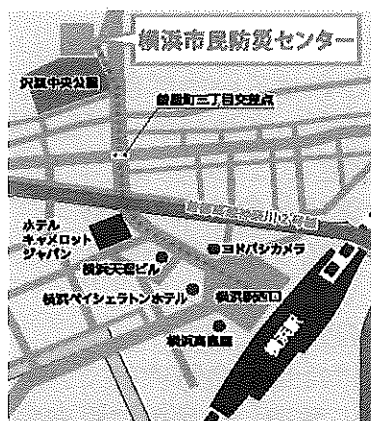 横浜市民防災センター
沢渡中央公園
鶴屋町三丁目交差点
ホテル
キャメロット
ジャパン
ヨドバシカメラ
横浜天理ビル
横浜ベイシェラトンホテル
横浜駅西口
横浜高島屋
横浜駅